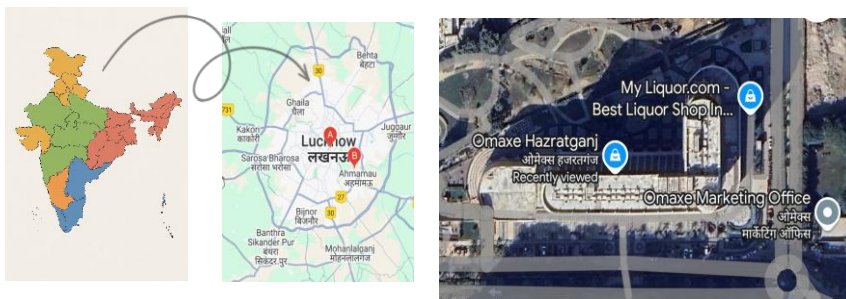 Behta
बेहटा
30
Ghaila
घैला
731
Kakori
काकोरी
Juggaur
जुग्गौर
A
Lucknow
लखनऊ
B
Sarosa Bharosa
सरोसा भरोसा
Ahmamau
अहमामऊ
27
Bijnor
बिजनौर
30
Banthra
Sikander Pur
बंथरा
सिकंदर पुर
Mohanlalganj
मोहनलालगंज
My Liquor.com -
Best Liquor Shop In...
Omaxe Hazratganj
ओमेक्स हजरतगंज
Recently viewed
Omaxe Marketing Office
ओमेक्स
मार्केटिंग ऑफिस